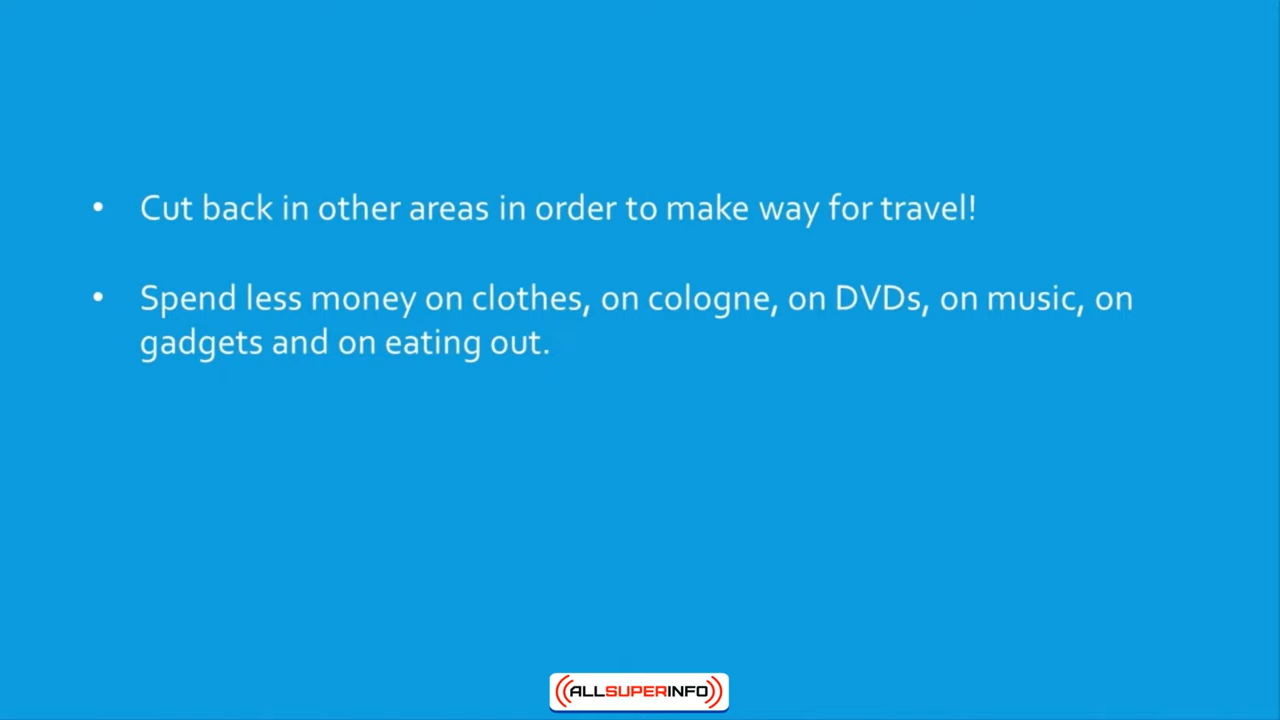 • Cut back in other areas in order to make way for travel!
• Spend less money on clothes, on cologne, on DVDs, on music, on
gadgets and on eating out.
ALLSUPERINFO